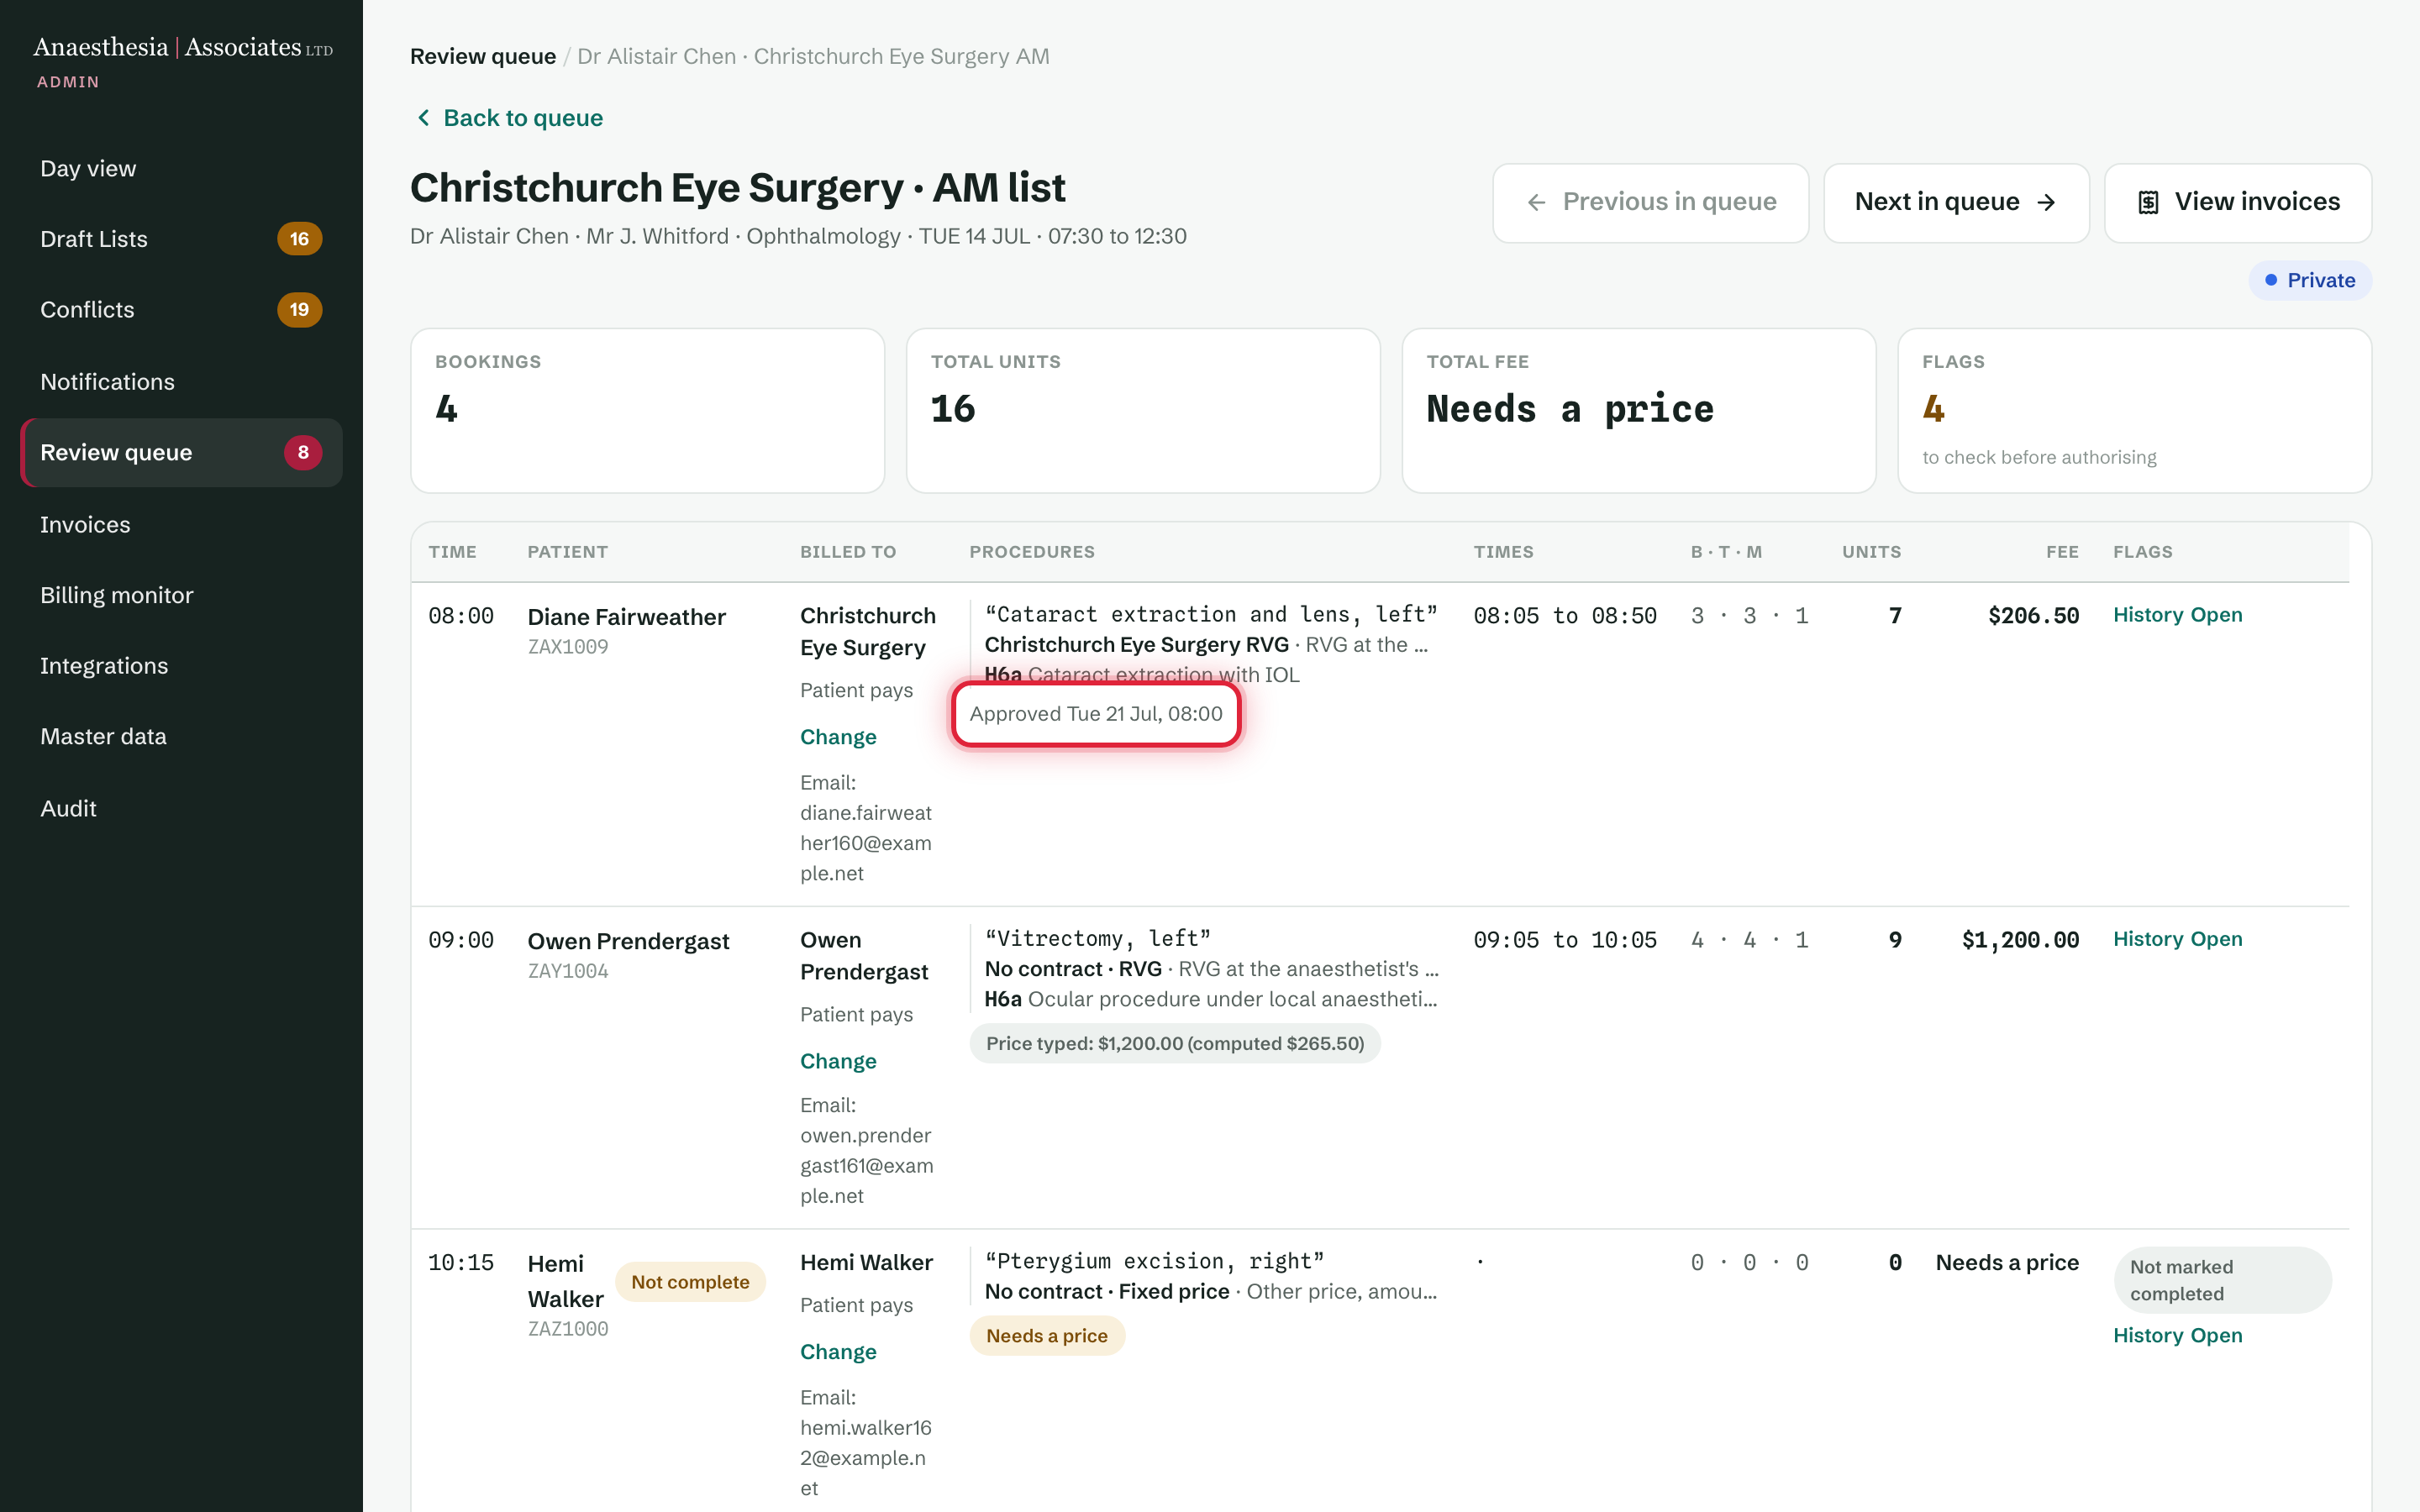 Anaesthesia | Associates LTD
ADMIN
Day view
Draft Lists 16
Conflicts 19
Notifications
Review queue 8
Invoices
Billing monitor
Integrations
Master data
Audit
Review queue / Dr Alistair Chen · Christchurch Eye Surgery AM
Back to queue
Christchurch Eye Surgery · AM list
Dr Alistair Chen · Mr J. Whitford · Ophthalmology · TUE 14 JUL · 07:30 to 12:30
← Previous in queue
Next in queue →
View invoices
Private
BOOKINGS
4
TOTAL UNITS
16
TOTAL FEE
Needs a price
FLAGS
4
to check before authorising
TIME PATIENT BILLED TO PROCEDURES TIMES B · T · M UNITS FEE FLAGS
08:00
Diane Fairweather
ZAX1009
Christchurch
Eye Surgery
Patient pays
Change
Email:
diane.fairweat
her160@exam
ple.net
“Cataract extraction and lens, left”
Christchurch Eye Surgery RVG · RVG at the ...
H6a Cataract extraction with IOL
Approved Tue 21 Jul, 08:00
08:05 to 08:50
3 · 3 · 1
7
$206.50
History Open
09:00
Owen Prendergast
ZAY1004
Owen
Prendergast
Patient pays
Change
Email:
owen.prender
gast161@exam
ple.net
“Vitrectomy, left”
No contract · RVG · RVG at the anaesthetist's ...
H6a Ocular procedure under local anaestheti...
Price typed: $1,200.00 (computed $265.50)
09:05 to 10:05
4 · 4 · 1
9
$1,200.00
History Open
10:15
Hemi
Walker
Not complete
ZAZ1000
Hemi Walker
Patient pays
Change
Email:
hemi.walker16
2@example.n
et
“Pterygium excision, right”
No contract · Fixed price · Other price, amou...
Needs a price
·
0 · 0 · 0
0
Needs a price
Not marked
completed
History Open